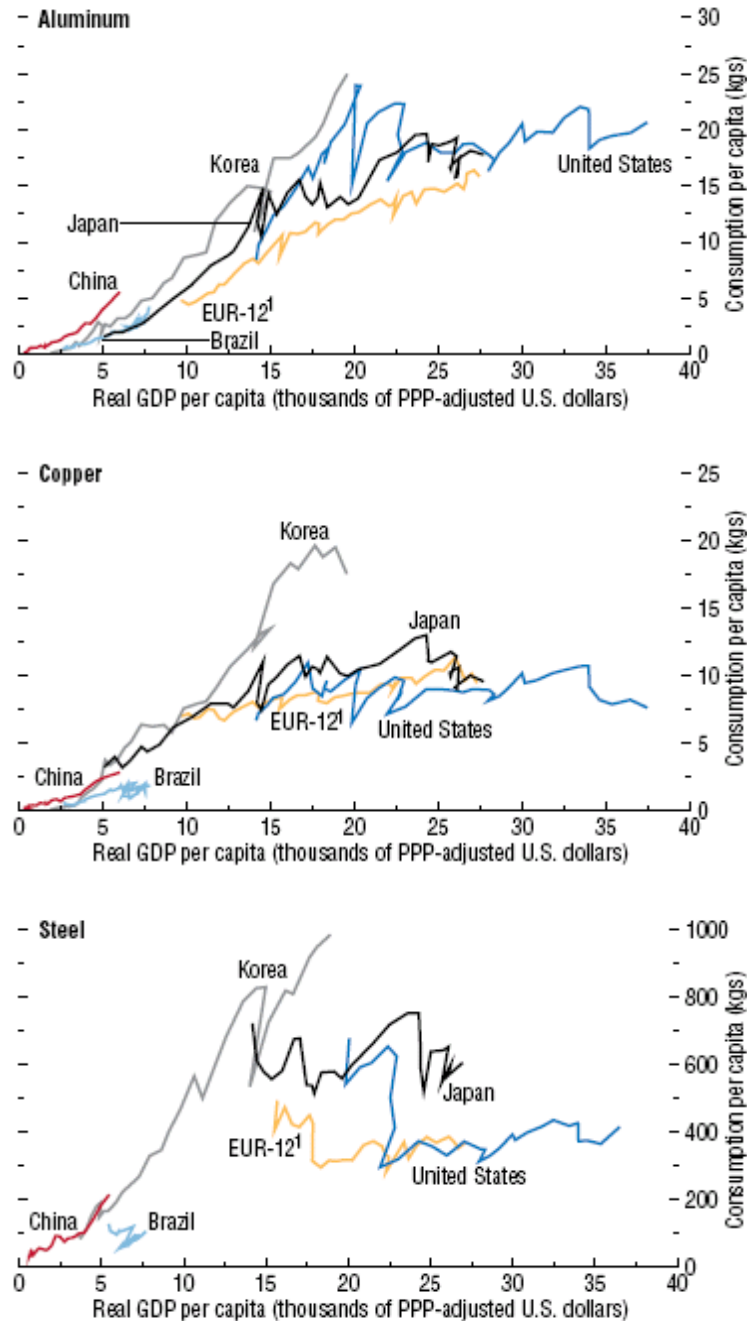 Aluminum
30
25
20
15
10
5
0
Consumption per capita (kgs)
Korea
United States
Japan
China
EUR-12¹
Brazil
0 5 10 15 20 25 30 35 40
Real GDP per capita (thousands of PPP-adjusted U.S. dollars)
Copper
25
20
15
10
5
0
Consumption per capita (kgs)
Korea
Japan
EUR-12¹
United States
China
Brazil
0 5 10 15 20 25 30 35 40
Real GDP per capita (thousands of PPP-adjusted U.S. dollars)
Steel
1000
800
600
400
200
0
Consumption per capita (kgs)
Korea
Japan
EUR-12¹
United States
China
Brazil
0 5 10 15 20 25 30 35 40
Real GDP per capita (thousands of PPP-adjusted U.S. dollars)